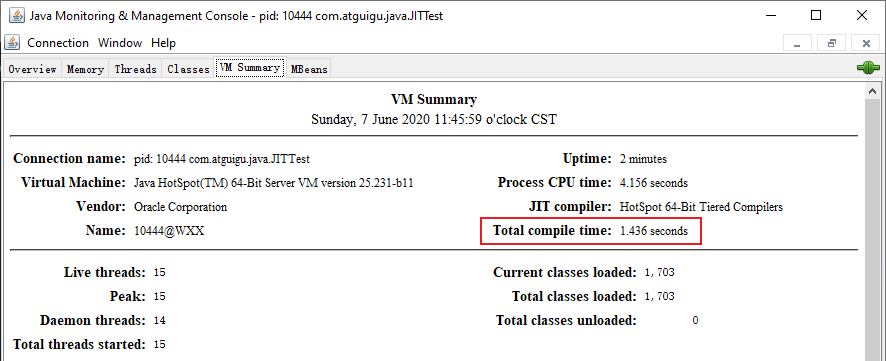 Java Monitoring & Management Console - pid: 10444 com.atguigu.java.JITTest
Connection Window Help
Overview Memory Threads Classes VM Summary MBeans
VM Summary
Sunday, 7 June 2020 11:45:59 o'clock CST
Connection name: pid: 10444 com.atguigu.java.JITTest
Uptime: 2 minutes
Virtual Machine: Java HotSpot(TM) 64-Bit Server VM version 25.231-b11
Process CPU time: 4.156 seconds
Vendor: Oracle Corporation
JIT compiler: HotSpot 64-Bit Tiered Compilers
Name: 10444@WXX
Total compile time: 1.436 seconds
Live threads: 15
Current classes loaded: 1,703
Peak: 15
Total classes loaded: 1,703
Daemon threads: 14
Total classes unloaded: 0
Total threads started: 15